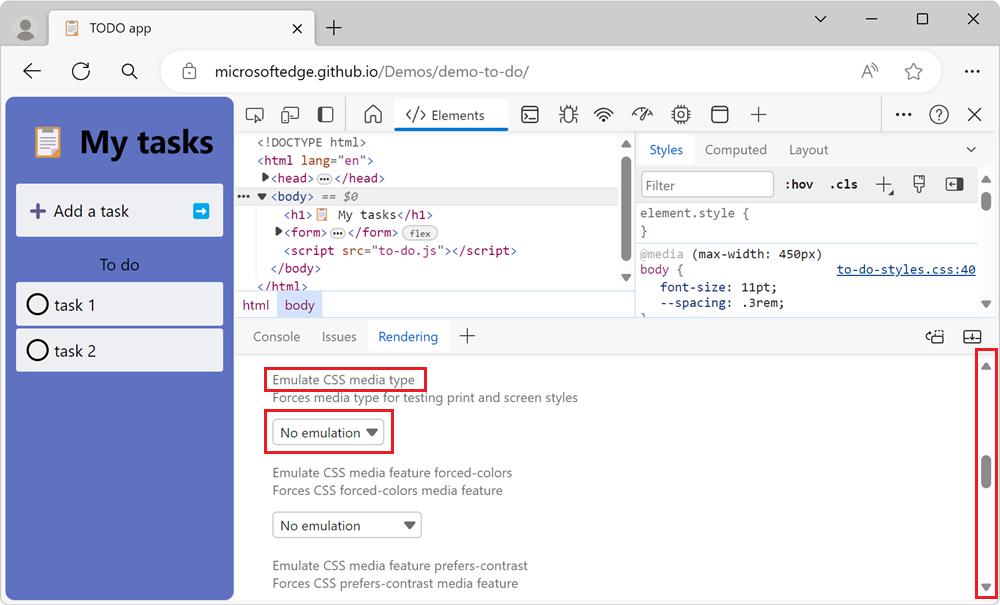 TODO app
microsoftedge.github.io/Demos/demo-to-do/
My tasks
Add a task
To do
task 1
task 2
Elements
<!DOCTYPE html>
<html lang="en">
<head> ••• </head>
••• <body> == $0
<h1>📋 My tasks</h1>
<form> ••• </form> flex
<script src="to-do.js"></script>
</body>
</html>
html body
Styles Computed Layout
Filter :hov .cls
element.style {
}
@media (max-width: 450px)
body { to-do-styles.css:40
font-size: 11pt;
--spacing: .3rem;
}
Console Issues Rendering
Emulate CSS media type
Forces media type for testing print and screen styles
No emulation
Emulate CSS media feature forced-colors
Forces CSS forced-colors media feature
No emulation
Emulate CSS media feature prefers-contrast
Forces CSS prefers-contrast media feature